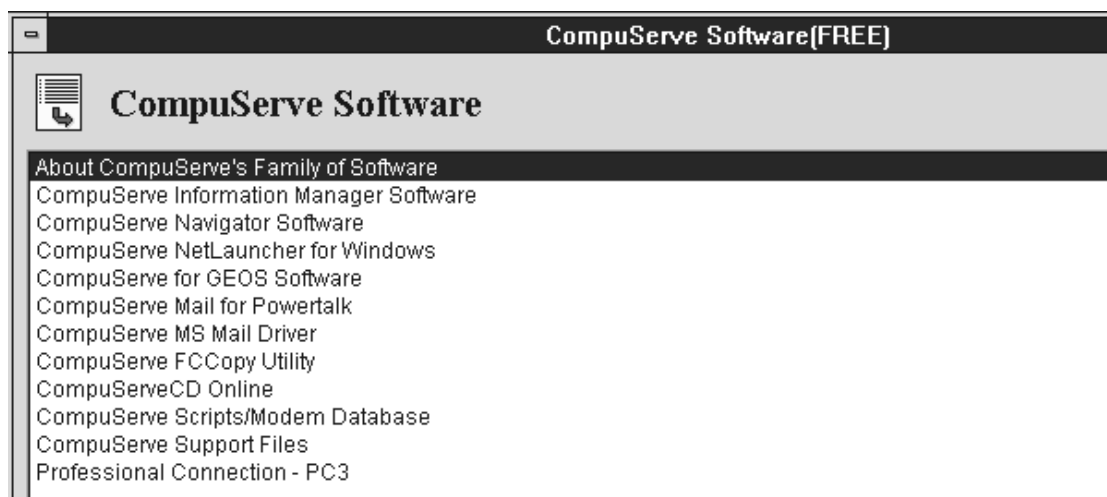 CompuServe Software(FREE)
CompuServe Software
About CompuServe's Family of Software
CompuServe Information Manager Software
CompuServe Navigator Software
CompuServe NetLauncher for Windows
CompuServe for GEOS Software
CompuServe Mail for Powertalk
CompuServe MS Mail Driver
CompuServe FCCopy Utility
CompuServeCD Online
CompuServe Scripts/Modem Database
CompuServe Support Files
Professional Connection - PC3